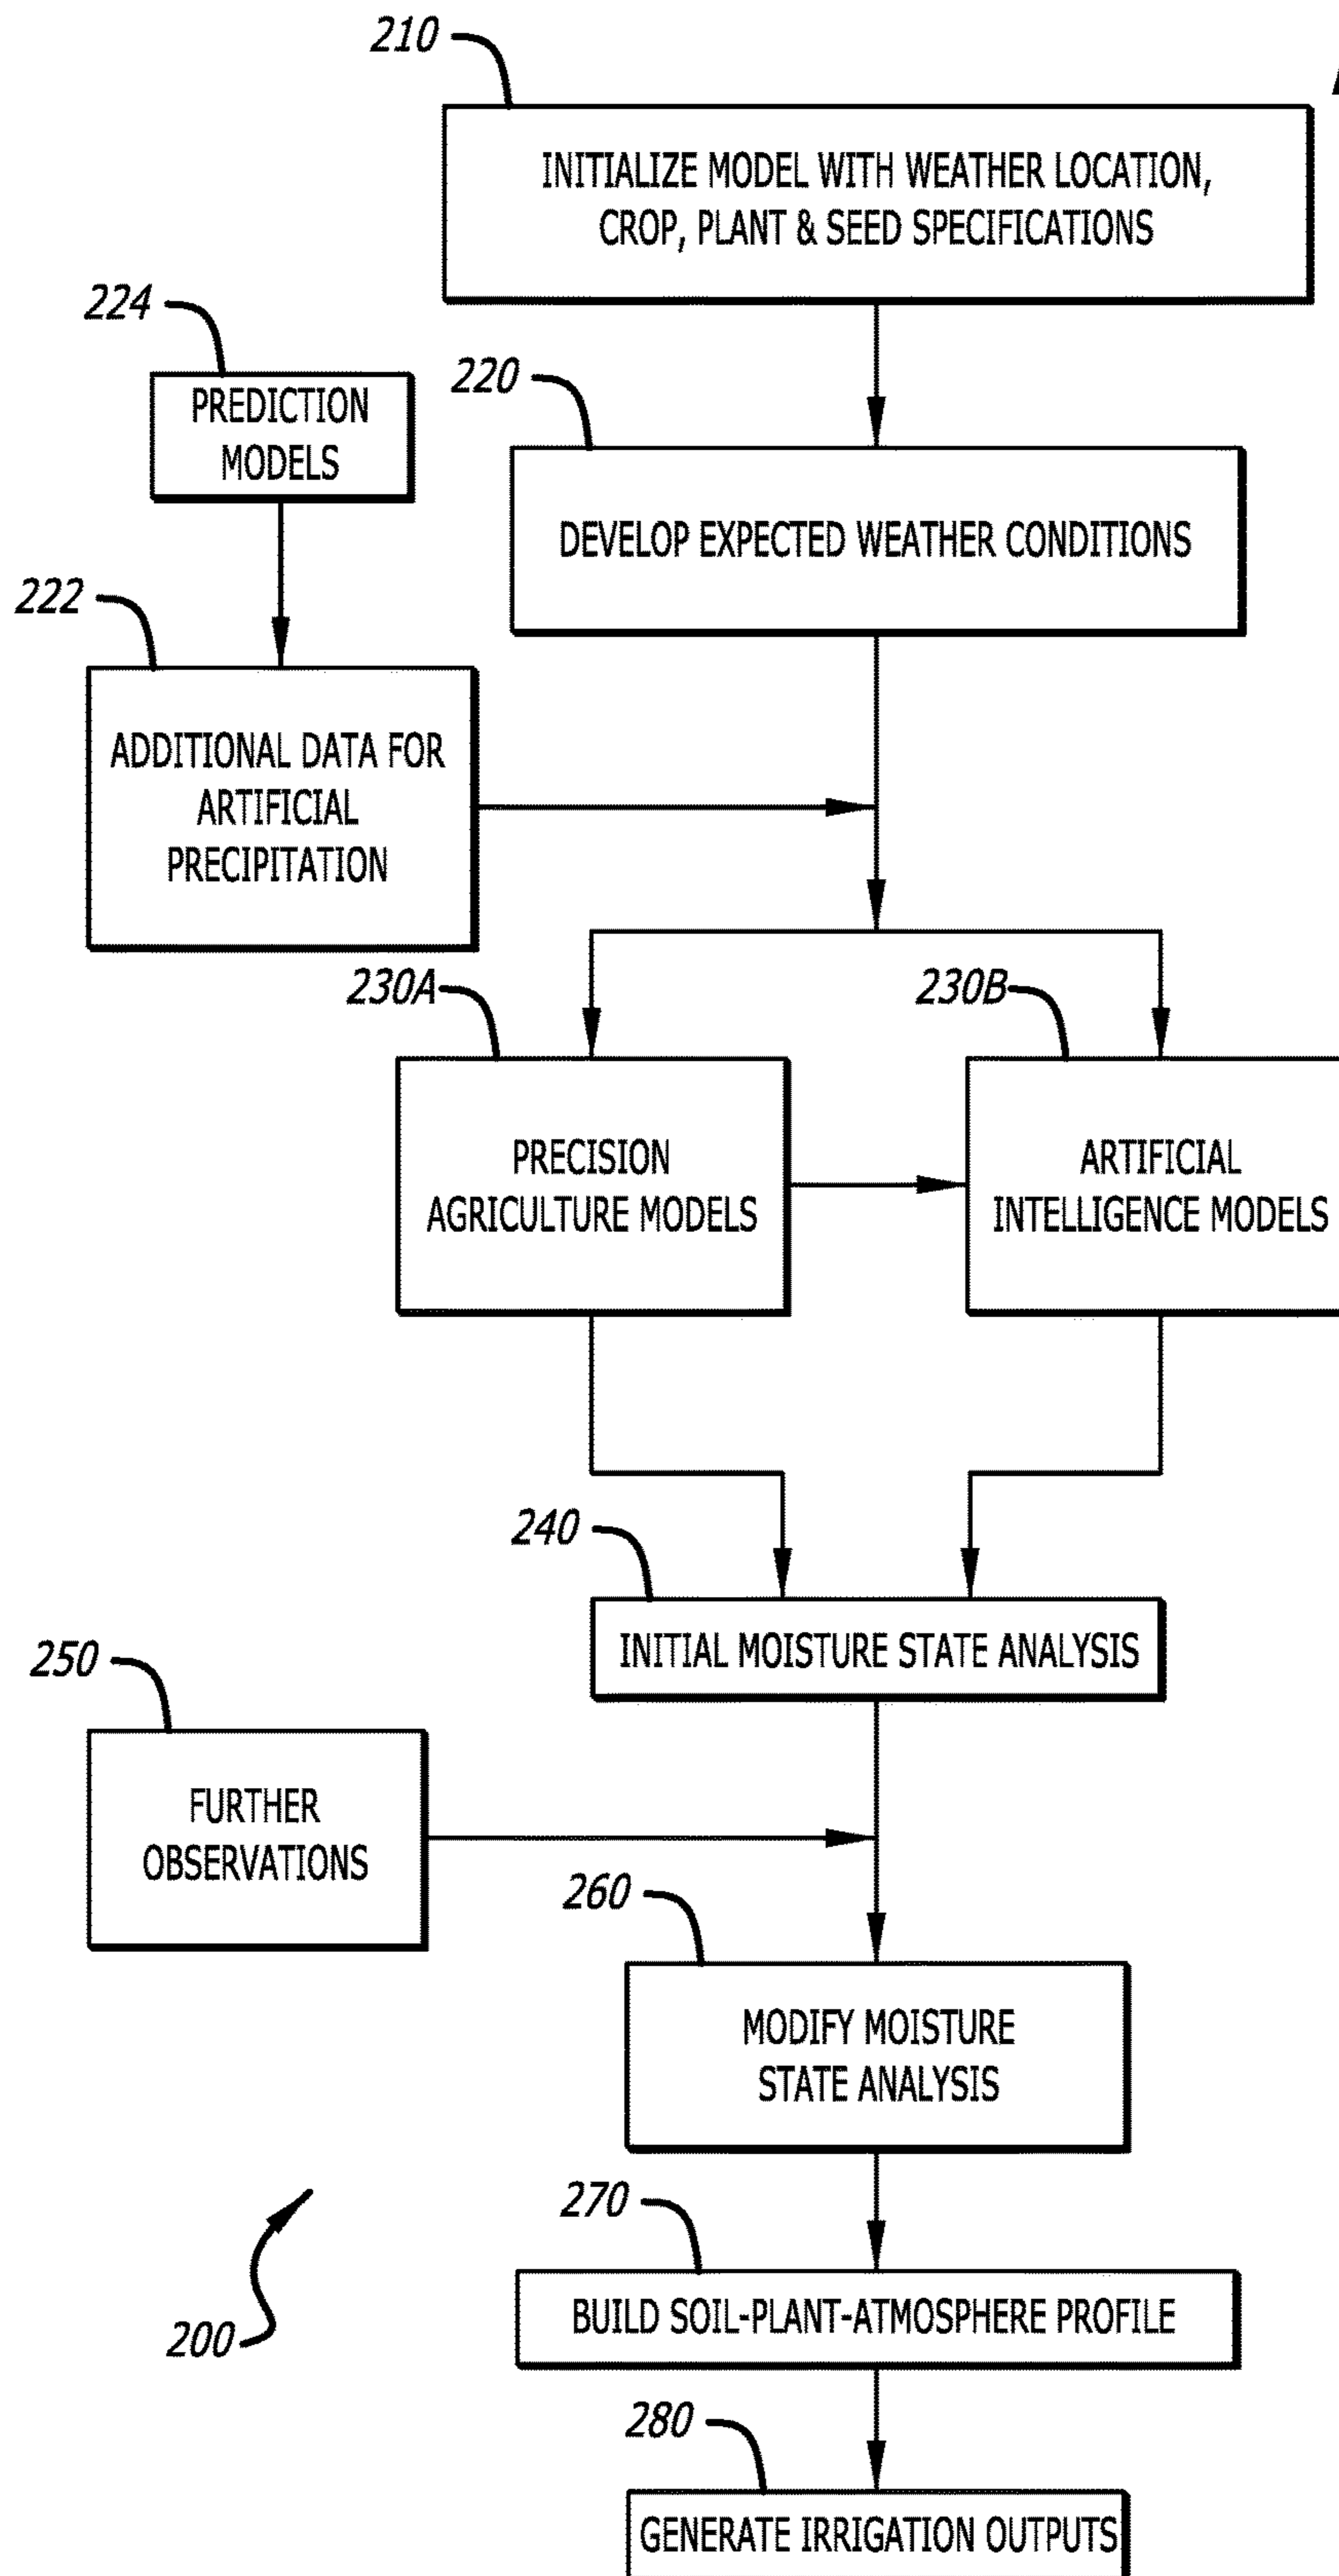 210
INITIALIZE MODEL WITH WEATHER LOCATION,
CROP, PLANT & SEED SPECIFICATIONS
224
PREDICTION
MODELS
220
DEVELOP EXPECTED WEATHER CONDITIONS
222
ADDITIONAL DATA FOR
ARTIFICIAL
PRECIPITATION
230A
PRECISION
AGRICULTURE MODELS
230B
ARTIFICIAL
INTELLIGENCE MODELS
240
INITIAL MOISTURE STATE ANALYSIS
250
FURTHER
OBSERVATIONS
260
MODIFY MOISTURE
STATE ANALYSIS
270
BUILD SOIL-PLANT-ATMOSPHERE PROFILE
200
280
GENERATE IRRIGATION OUTPUTS